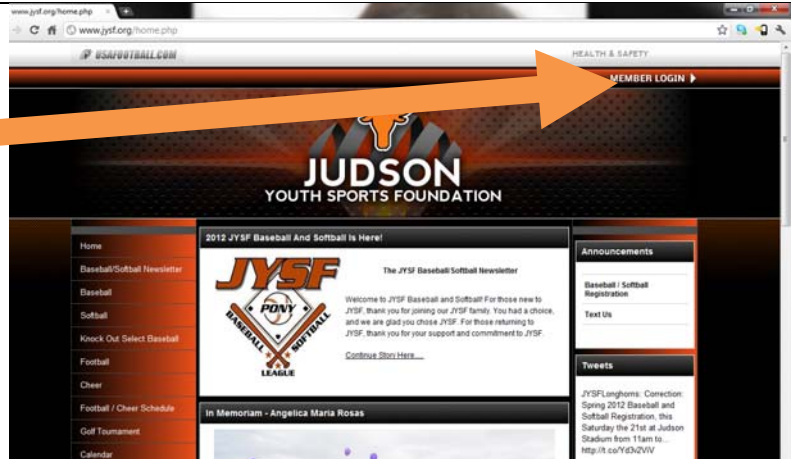 www.jysf.org/home.php
www.jysf.org/home.php
USAFOOTBALL.COM
HEALTH & SAFETY
MEMBER LOGIN
JUDSON
YOUTH SPORTS FOUNDATION
Home
Baseball/Softball Newsletter
Baseball
Softball
Knock Out Select Baseball
Football
Cheer
Football / Cheer Schedule
Golf Tournament
Calendar
2012 JYSF Baseball And Softball Is Here!
JYSF
PONY
BASEBALL
SOFTBALL
LEAGUE
The JYSF Baseball/Softball Newsletter
Welcome to JYSF Baseball and Softball! For those new to
JYSF, thank you for joining our JYSF family. You had a choice,
and we are glad you chose JYSF. For those returning to
JYSF, thank you for your support and commitment to JYSF.
Continue Story Here....
In Memoriam - Angelica Maria Rosas
Announcements
Baseball / Softball
Registration
Text Us
Tweets
JYSFLonghorns: Correction:
Spring 2012 Baseball and
Softball Registration, this
Saturday the 21st at Judson
Stadium from 11am to...
http://t.co/Yd3v2ViV